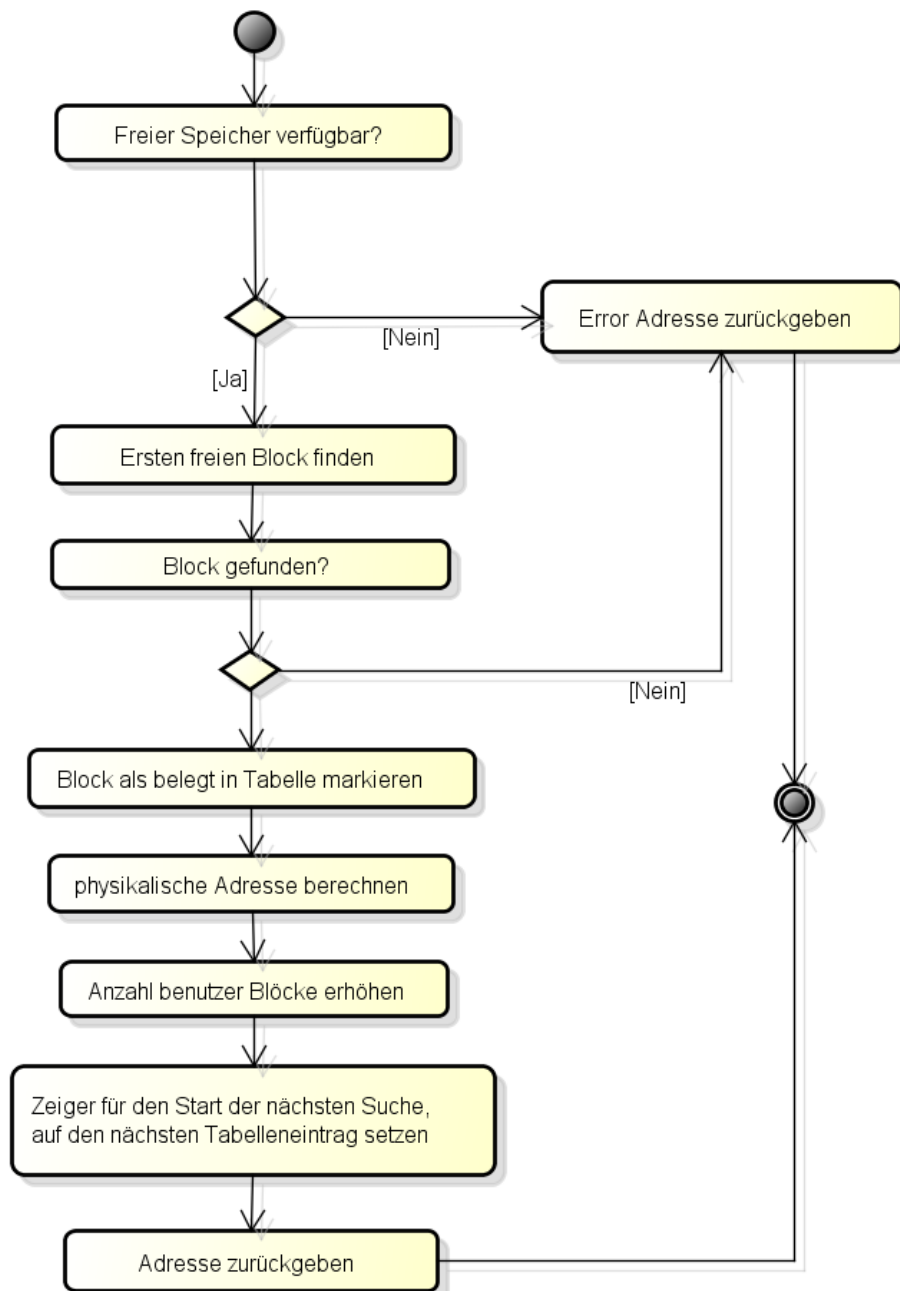 Freier Speicher verfügbar?
Error Adresse zurückgeben
[Nein]
[Ja]
Ersten freien Block finden
Block gefunden?
[Nein]
Block als belegt in Tabelle markieren
physikalische Adresse berechnen
Anzahl benutzer Blöcke erhöhen
Zeiger für den Start der nächsten Suche,
auf den nächsten Tabelleneintrag setzen
Adresse zurückgeben